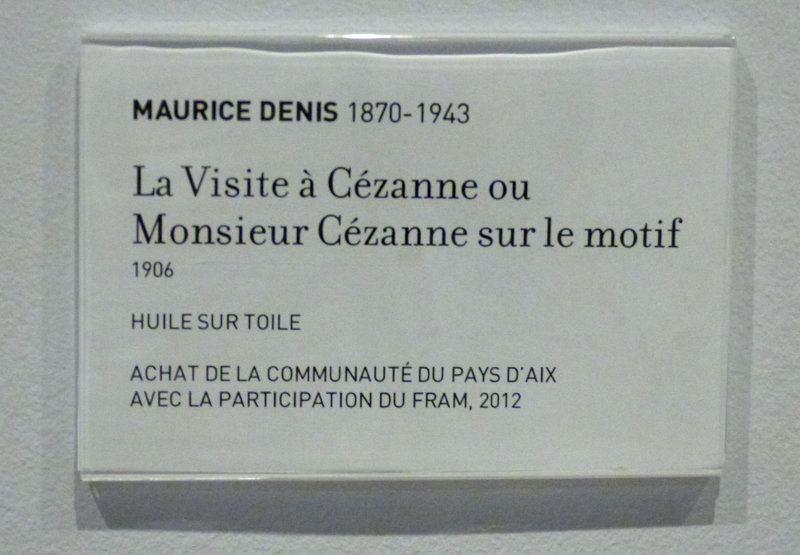 MAURICE DENIS 1870-1943
La Visite à Cézanne ou
Monsieur Cézanne sur le motif
1906
HUILE SUR TOILE
ACHAT DE LA COMMUNAUTÉ DU PAYS D'AIX
AVEC LA PARTICIPATION DU FRAM, 2012